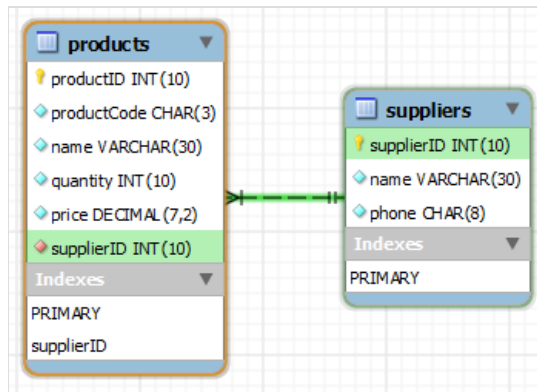 products
productID INT(10)
productCode CHAR(3)
name VARCHAR(30)
quantity INT(10)
price DECIMAL(7,2)
supplierID INT(10)
Indexes
PRIMARY
supplierID
suppliers
supplierID INT(10)
name VARCHAR(30)
phone CHAR(8)
Indexes
PRIMARY